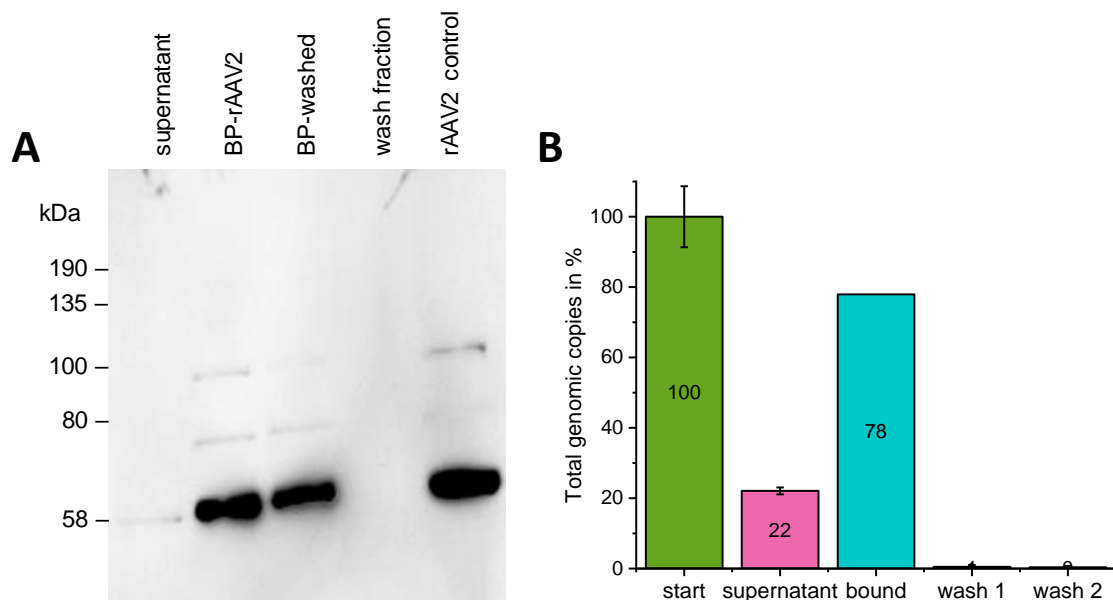 A
supernatant
BP-rAAV2
BP-washed
wash fraction
rAAV2 control
kDa
190
135
100
80
58
B
Total genomic copies in %
100
80
60
40
20
0
100
22
78
start
supernatant
bound
wash 1
wash 2